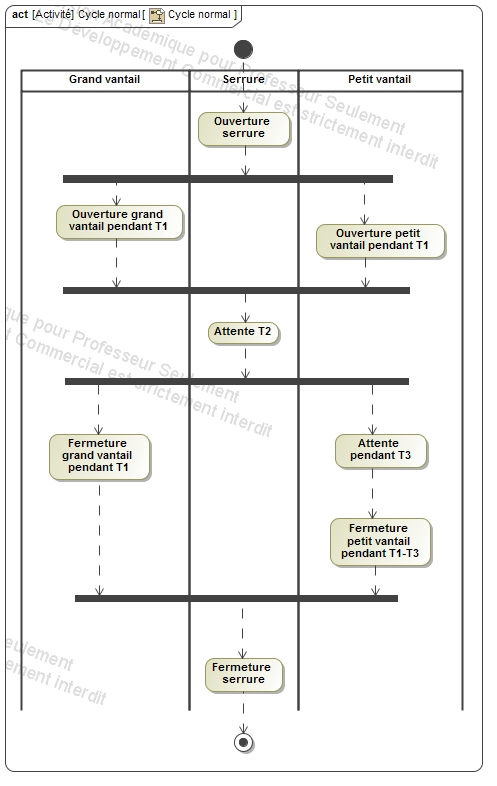 act [Activité] Cycle normal[ Cycle normal ]
Académique pour Professeur Seulement
Développement Commercial est strictement interdit
Grand vantail
Serrure
Petit vantail
Ouverture
serrure
Ouverture grand
vantail pendant T1
Ouverture petit
vantail pendant T1
que pour Professeur Seulement
t Commercial est strictement interdit
Attente T2
Fermeture
grand vantail
pendant T1
Attente
pendant T3
Fermeture
petit vantail
pendant T1-T3
eulement
ement interdit
Fermeture
serrure